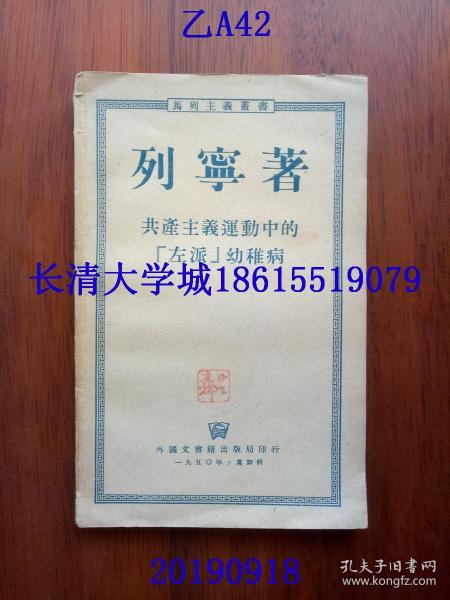 乙A42
馬列主義叢書
列寧著
共產主義運動中的
「左派」幼稚病
长清大学城18615519079
外國文書籍出版局印行
一九五〇年，莫斯科
20190918
孔夫子旧书网
www.kongfz.com